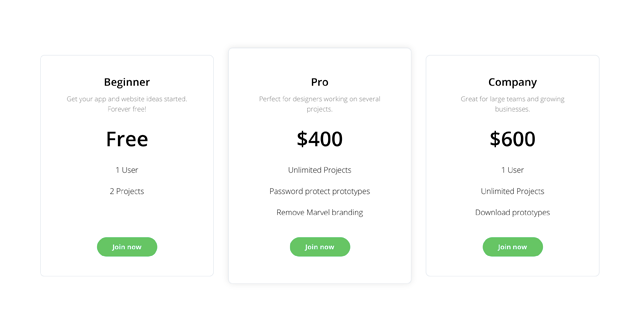 Beginner
Get your app and website ideas started.
Forever free!
Free
1 User
2 Projects
Join now
Pro
Perfect for designers working on several
projects.
$400
Unlimited Projects
Password protect prototypes
Remove Marvel branding
Join now
Company
Great for large teams and growing
businesses.
$600
1 User
Unlimited Projects
Download prototypes
Join now